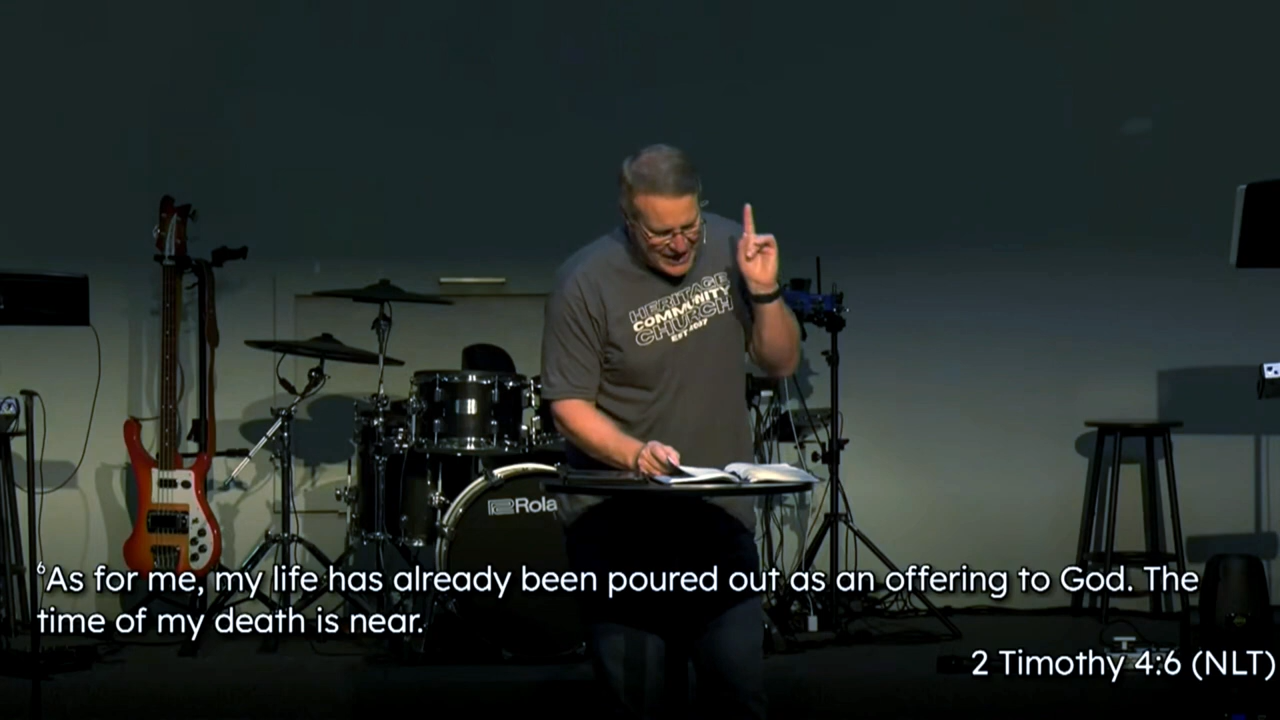 HERITAGE
COMMUNITY
CHURCH
Rola
⁶As for me, my life has already been poured out as an offering to God. The
time of my death is near.
2 Timothy 4:6 (NLT)